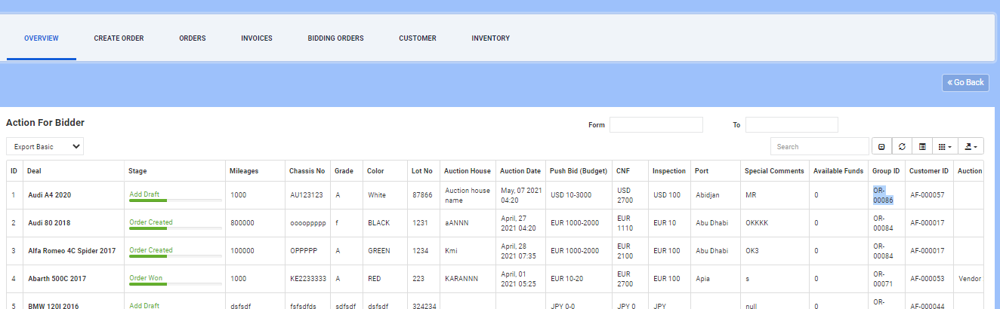 OVERVIEW CREATE ORDER ORDERS INVOICES BIDDING ORDERS CUSTOMER INVENTORY
« Go Back
Action For Bidder Form To
Export Basic Search
ID Deal Stage Mileages Chassis No Grade Color Lot No Auction House Auction Date Push Bid (Budget) CNF Inspection Port Special Comments Available Funds Group ID Customer ID Auction
1 Audi A4 2020 Add Draft 1000 AU123123 A White 87866 Auction house name May, 07 2021 04:20 USD 10-3000 USD 2700 USD 100 Abidjan MR 0 OR-00086 AF-000057
2 Audi 80 2018 Order Created 800000 ooooppppp f BLACK 1231 aANNN April, 27 2021 04:20 EUR 1000-2000 EUR 1110 EUR 10 Abu Dhabi OKKKK 0 OR-00084 AF-000017
3 Alfa Romeo 4C Spider 2017 Order Created 100000 OPPPPP A GREEN 1234 Kmi April, 28 2021 07:35 EUR 1000-2000 EUR 2100 EUR 100 Abu Dhabi OK3 0 OR-00084 AF-000017
4 Abarth 500C 2017 Order Won 1000 KE2233333 A RED 223 KARANNN April, 01 2021 05:25 EUR 10-20 EUR 2700 EUR 100 Apia s 0 OR-00071 AF-000053 Vendor
5 BMW 120I 2016 Add Draft dsfsdf fsfsdfds sdfsdf sdfsdf 324234 JPY 0-0 JPY 0 JPY null 0 OR- AF-000044